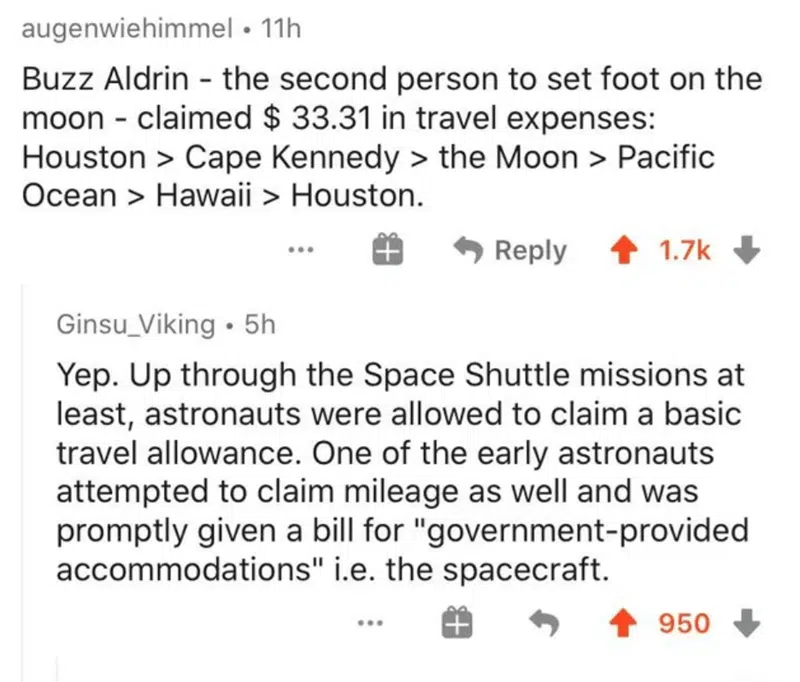 augenwiehimmel • 11h
Buzz Aldrin - the second person to set foot on the
moon - claimed $ 33.31 in travel expenses:
Houston > Cape Kennedy > the Moon > Pacific
Ocean > Hawaii > Houston.
... Reply 1.7k
Ginsu_Viking • 5h
Yep. Up through the Space Shuttle missions at
least, astronauts were allowed to claim a basic
travel allowance. One of the early astronauts
attempted to claim mileage as well and was
promptly given a bill for "government-provided
accommodations" i.e. the spacecraft.
... 950